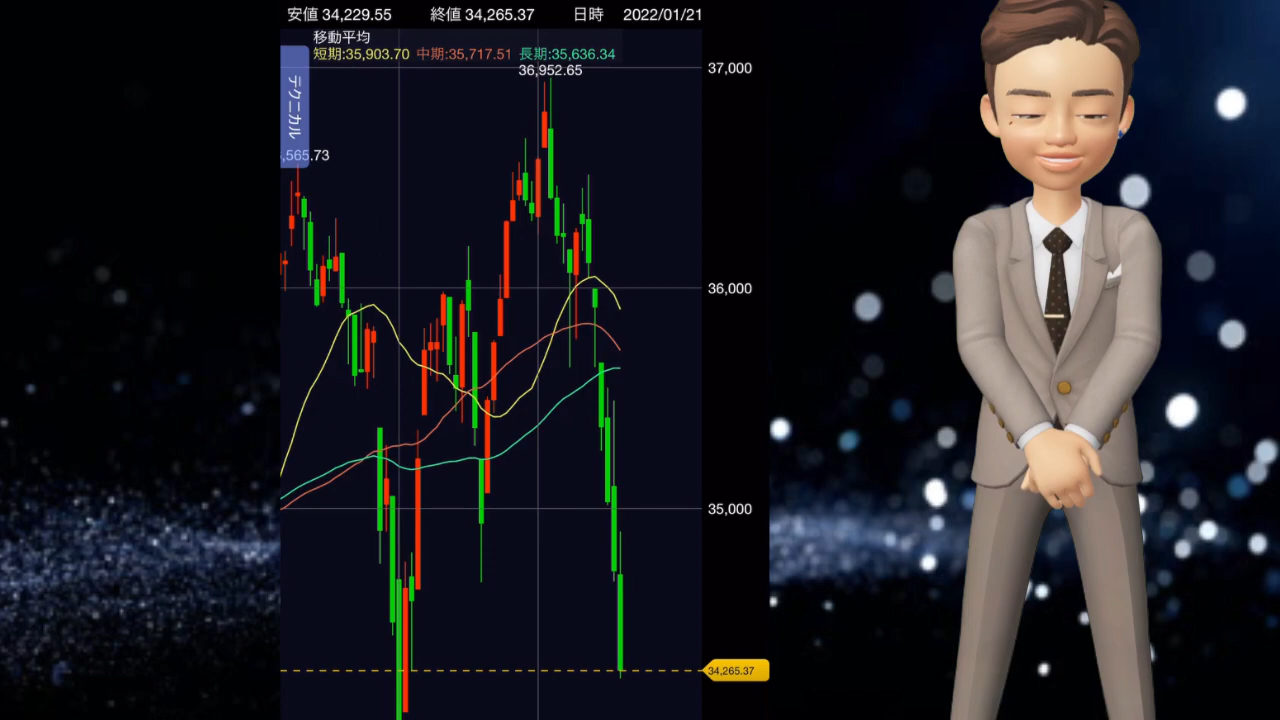 安値 34,229.55 終値 34,265.37 日時 2022/01/21
移動平均
短期:35,903.70 中期:35,717.51 長期:35,636.34
36,952.65
37,000
テクニカル
,565.73
36,000
35,000
34,265.37